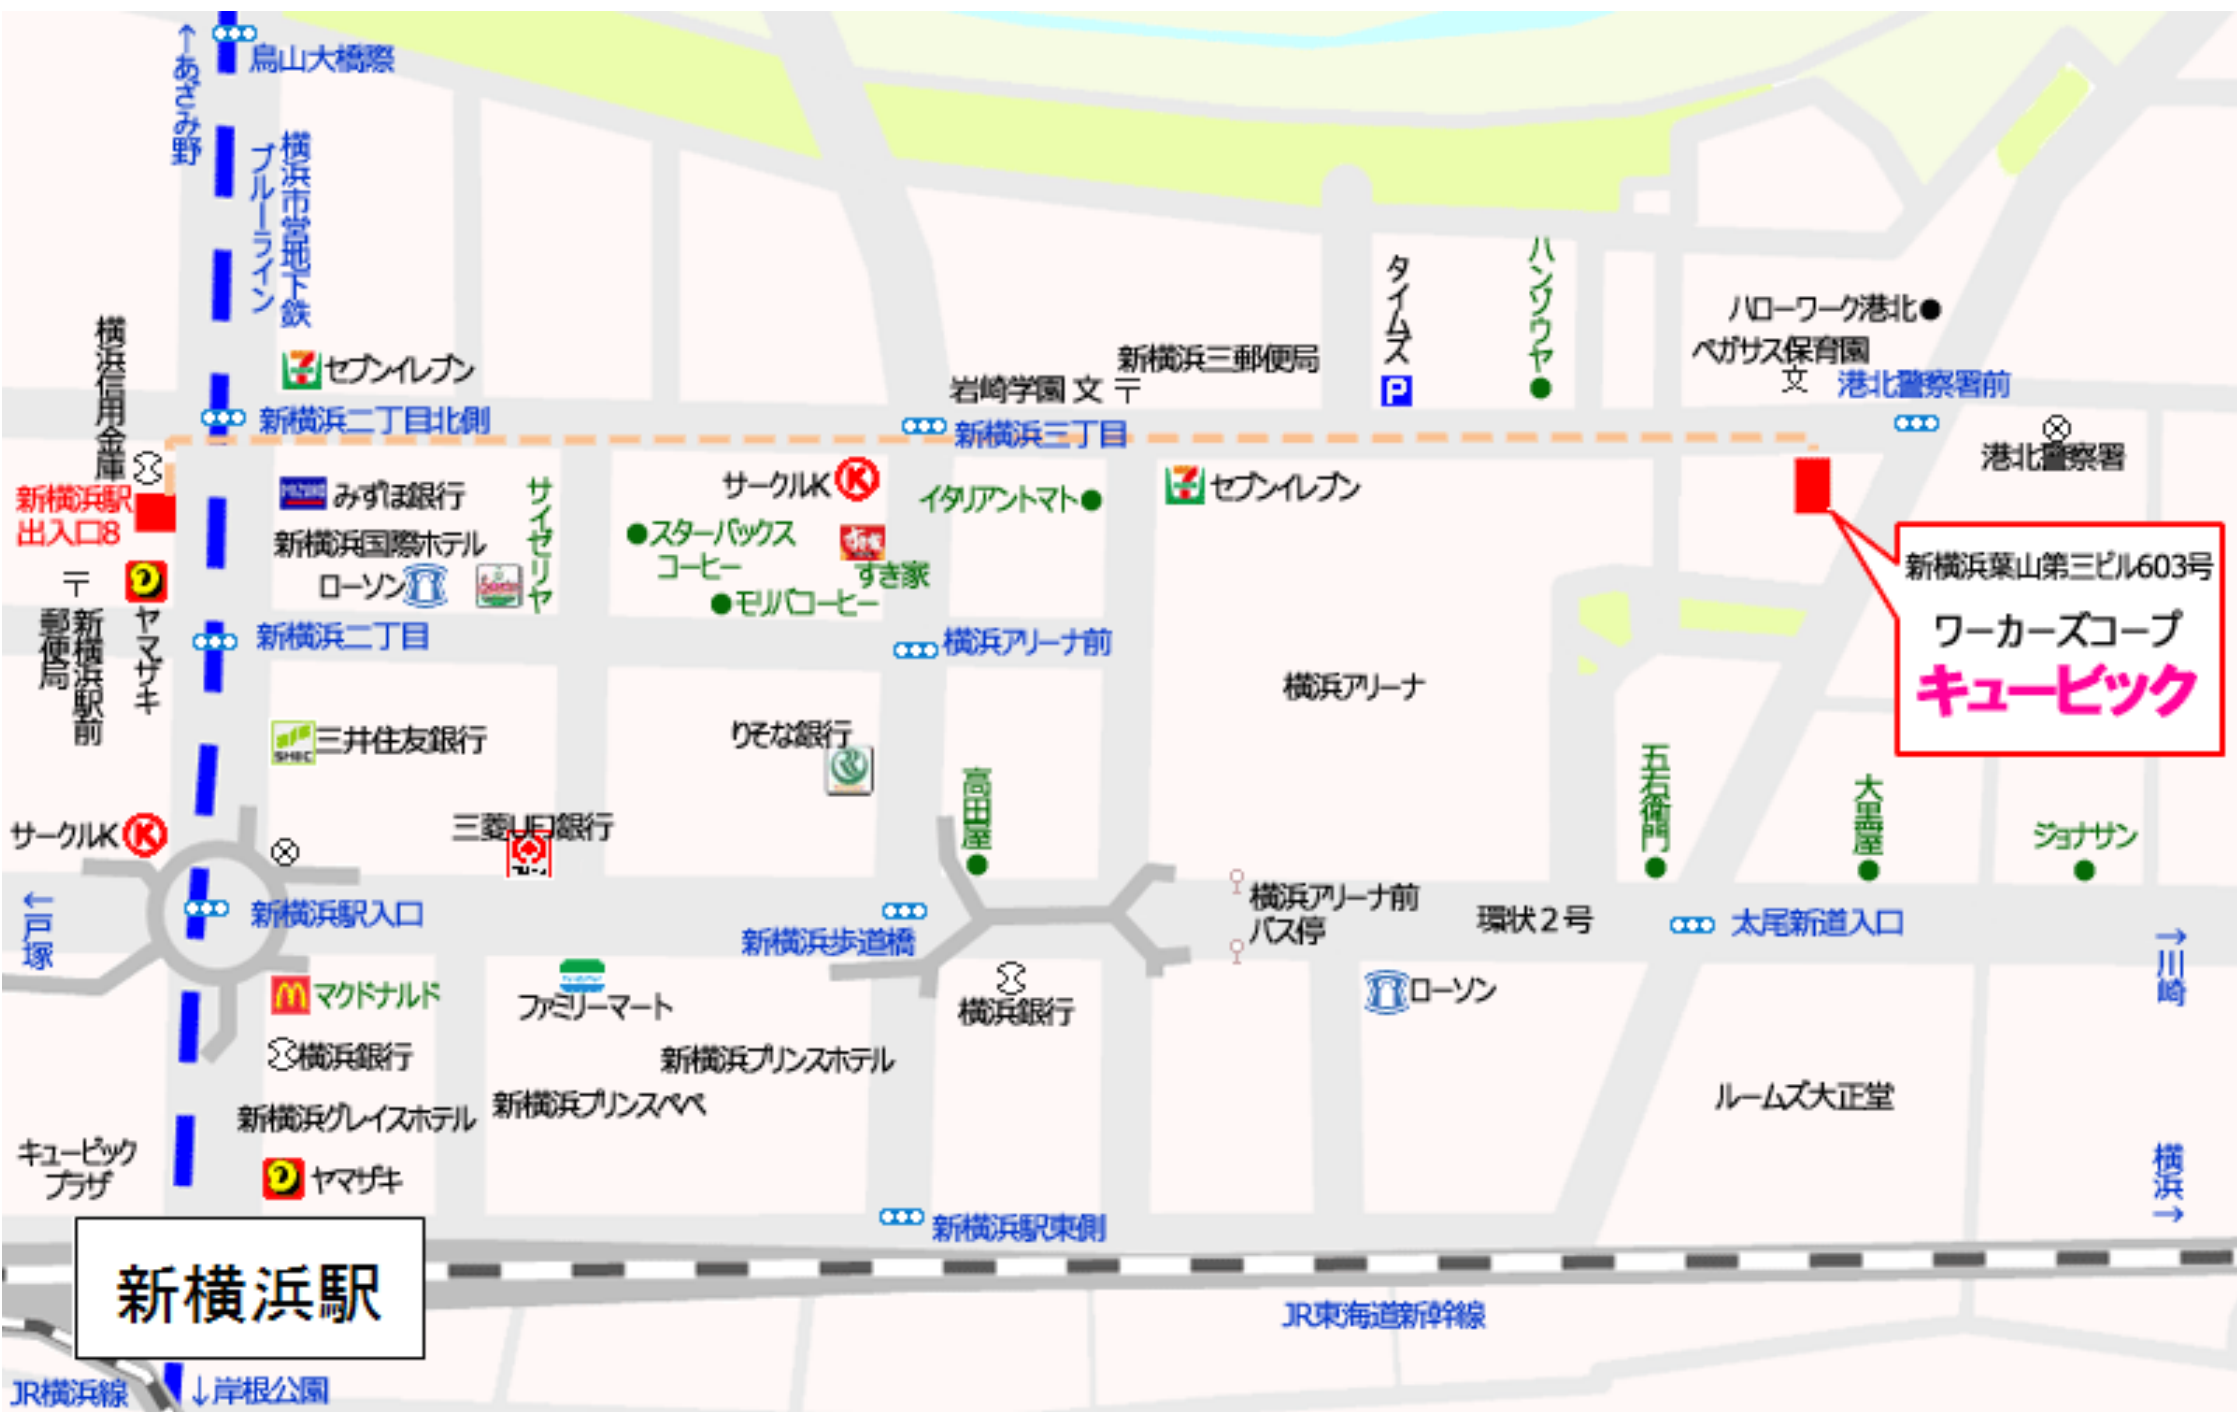 ←あざみ野
鳥山大橋際
横浜市営地下鉄
ブルーライン
横浜信用金庫
セブンイレブン
新横浜二丁目北側
新横浜駅
出入口8
みずほ銀行
新横浜国際ホテル
ローソン
サイゼリヤ
〒
新横浜駅前
郵便局
ヤマザキ
新横浜二丁目
三井住友銀行
SMBC
サークルK
K
三菱UFJ銀行
←戸塚
新横浜駅入口
マクドナルド
横浜銀行
新横浜グレイスホテル
キュービック
プラザ
ヤマザキ
新横浜駅
JR横浜線
↓岸根公園
サークルK
K
スターバックス
コーヒー
すき家
モリバコーヒー
りそな銀行
ファミリーマート
新横浜プリンスホテル
新横浜プリンスペペ
新横浜歩道橋
岩崎学園 文 〒
新横浜三郵便局
新横浜三丁目
イタリアントマト
セブンイレブン
横浜アリーナ前
横浜アリーナ
高田屋
横浜アリーナ前
バス停
横浜銀行
新横浜駅東側
環状2号
ローソン
JR東海道新幹線
タイムズ
P
ハンゾウヤ
ハローワーク港北
ペガサス保育園
文
港北警察署前
港北警察署
新横浜葉山第三ビル603号
ワーカーズコープ
キュービック
五右衛門
大黒屋
ジョナサン
太尾新道入口
→川崎
ルームズ大正堂
横浜→